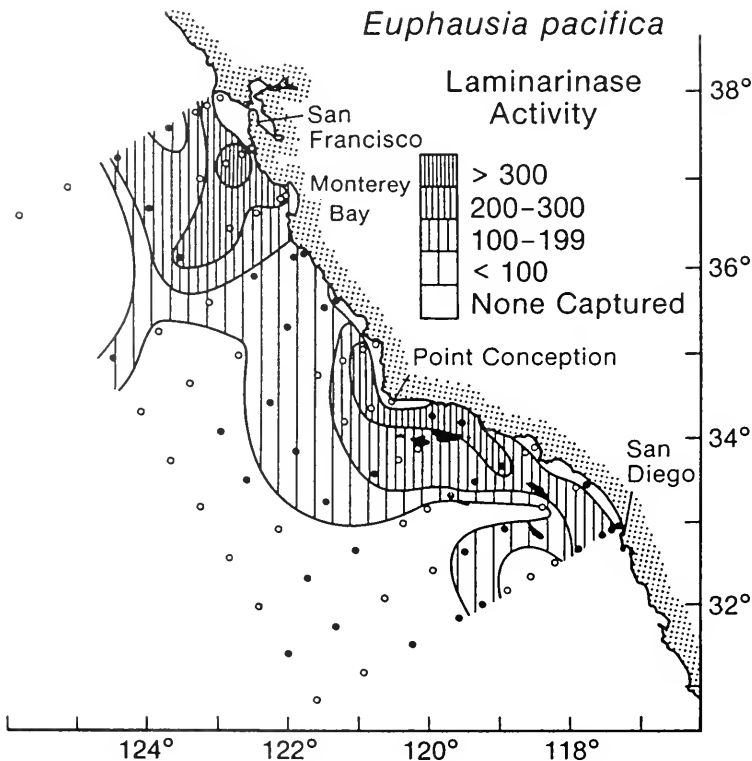 Euphausia pacifica
Laminarinase
Activity
> 300
200–300
100–199
< 100
None Captured
San
Francisco
Monterey
Bay
Point Conception
San
Diego
38°
36°
34°
32°
124°
122°
120°
118°